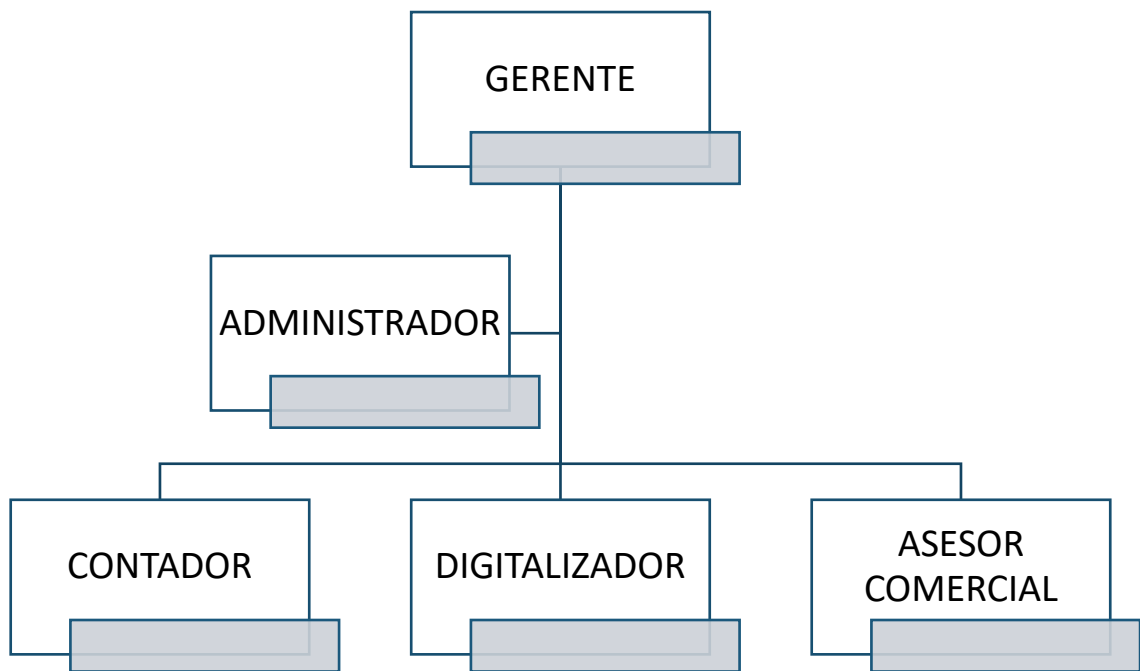 GERENTE
ADMINISTRADOR
CONTADOR
DIGITALIZADOR
ASESOR
COMERCIAL